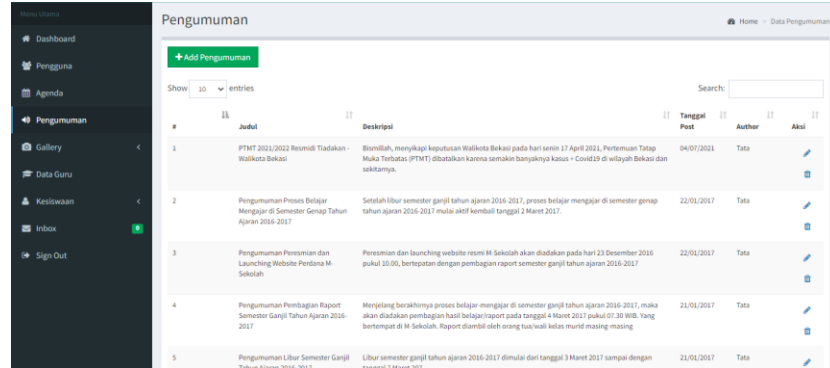 Menu Utama
Dashboard
Pengguna
Agenda
Pengumuman
Gallery
Data Guru
Kesiswaan
Inbox 0
Sign Out
Pengumuman
Home > Data Pengumuman
+ Add Pengumuman
Show 10 entries
Search:
# Judul Deskripsi Tanggal Post Author Aksi
1
PTMT 2021/2022 Resmidi Tiadakan -
Walikota Bekasi
Bismillah, menyikapi keputusan Walikota Bekasi pada hari senin 17 April 2021, Pertemuan Tatap
Muka Terbatas (PTMT) dibatalkan karena semakin banyaknya kasus + Covid19 di wilayah Bekasi dan
sekitarnya.
04/07/2021
Tata
2
Pengumuman Proses Belajar
Mengajar di Semester Genap Tahun
Ajaran 2016-2017
Setelah libur semester ganjil tahun ajaran 2016-2017, proses belajar mengajar di semester genap
tahun ajaran 2016-2017 mulai aktif kembali tanggal 2 Maret 2017.
22/01/2017
Tata
3
Pengumuman Peresmian dan
Launching Website Perdana M-
Sekolah
Peresmian dan launching website resmi M-Sekolah akan diadakan pada hari 23 Desember 2016
pukul 10.00, bertepatan dengan pembagian raport semester ganjil tahun ajaran 2016-2017
22/01/2017
Tata
4
Pengumuman Pembagian Raport
Semester Ganjil Tahun Ajaran 2016-
2017
Menjelang berakhirnya proses belajar-mengajar di semester ganjil tahun ajaran 2016-2017, maka
akan diadakan pembagian hasil belajar/raport pada tanggal 4 Maret 2017 pukul 07.30 WIB. Yang
bertempat di M-Sekolah. Raport diambil oleh orang tua/wali kelas murid masing-masing
21/01/2017
Tata
5
Pengumuman Libur Semester Ganjil
Tahun Ajaran 2016-2017
Libur semester ganjil tahun ajaran 2016-2017 dimulai dari tanggal 3 Maret 2017 sampai dengan
tanggal 7 Maret 207.
21/01/2017
Tata